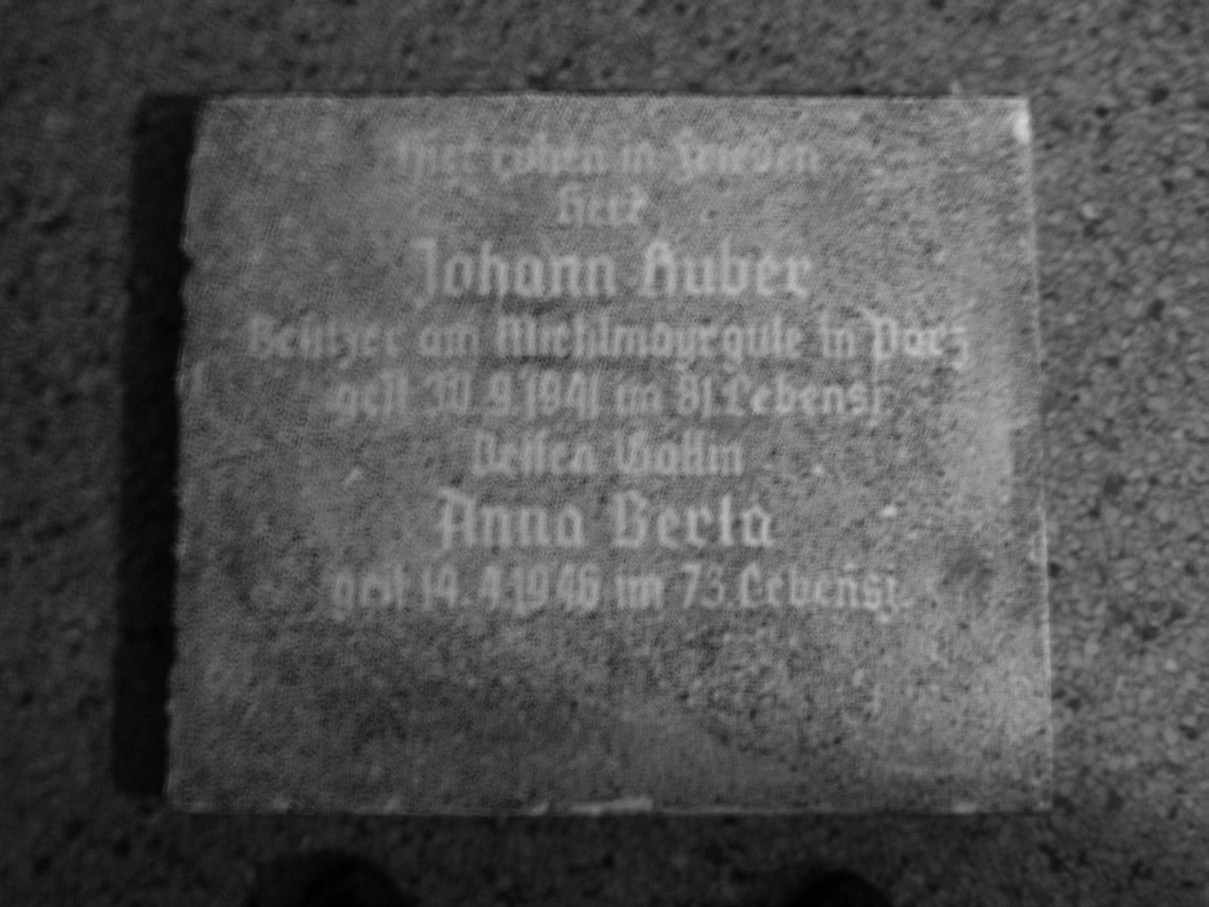 Hier ruhen in Frieden
Herr
Johann Huber
Besitzer am Miehlmayrgute in Parz
gest 30.9.1941 im 81. Lebensj.
Dessen Gattin
Anna Berta
gest 14.4.1946 im 73. Lebensj.